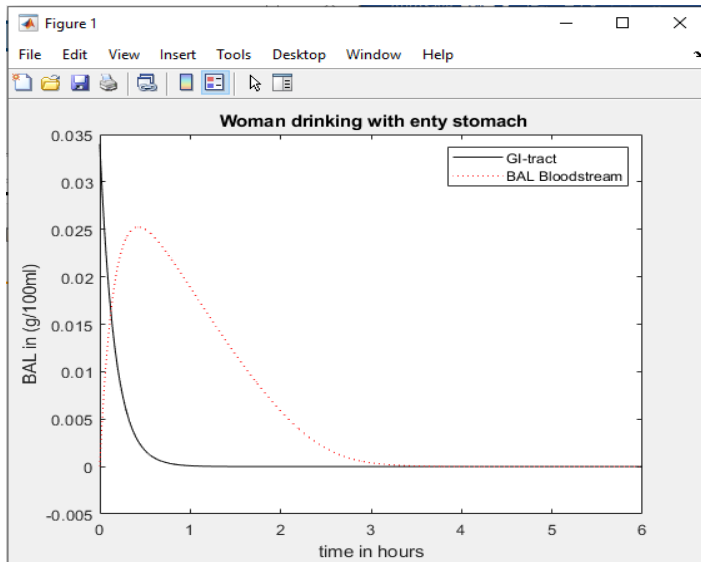 Figure 1
File Edit View Insert Tools Desktop Window Help
Woman drinking with enty stomach
GI-tract
BAL Bloodstream
0.035
0.03
0.025
0.02
0.015
0.01
0.005
0
-0.005
BAL in (g/100ml)
0 1 2 3 4 5 6
time in hours